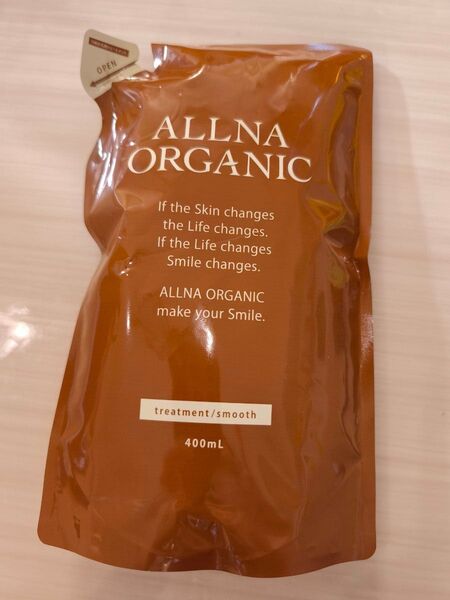 OPEN
ALLNA
ORGANIC
If the Skin changes
the Life changes.
If the Life changes
Smile changes.
ALLNA ORGANIC
make your Smile.
treatment/smooth
400mL